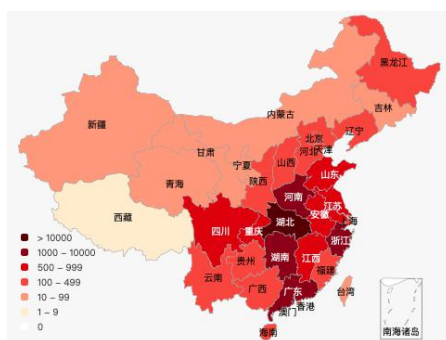 黑龙江
内蒙古
吉林
新疆
辽宁
北京
甘肃
天津
河北
宁夏
山西
山东
青海
陕西
河南
江苏
西藏
安徽
上海
湖北
四川
重庆
浙江
湖南
江西
贵州
福建
云南
台湾
广西
广东
香港
澳门
海南
南海诸岛
> 10000
1000 - 10000
500 - 999
100 - 499
10 - 99
1 - 9
0